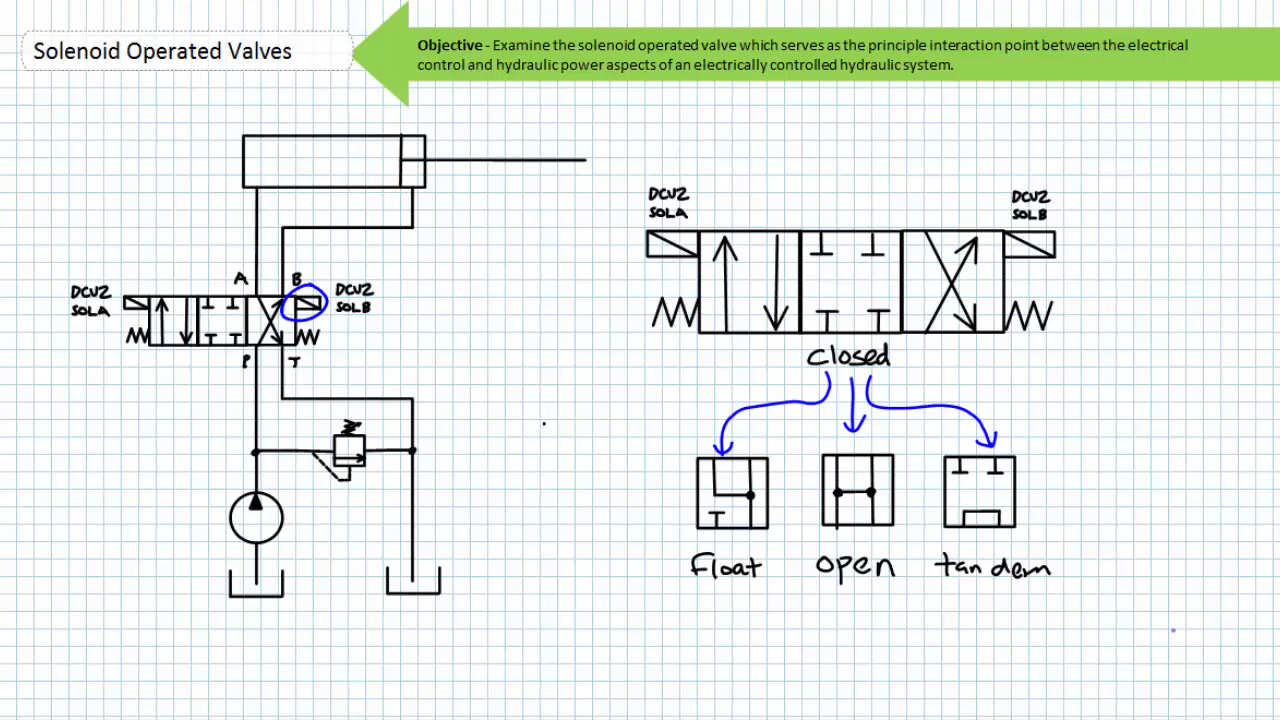 Solenoid Operated Valves
Objective - Examine the solenoid operated valve which serves as the principle interaction point between the electrical
control and hydraulic power aspects of an electrically controlled hydraulic system.
DCV2
SOLA
A
B
DCV2
SOLB
P
T
DCV2
SOLA
DCV2
SOLB
Closed
float
open
tandem